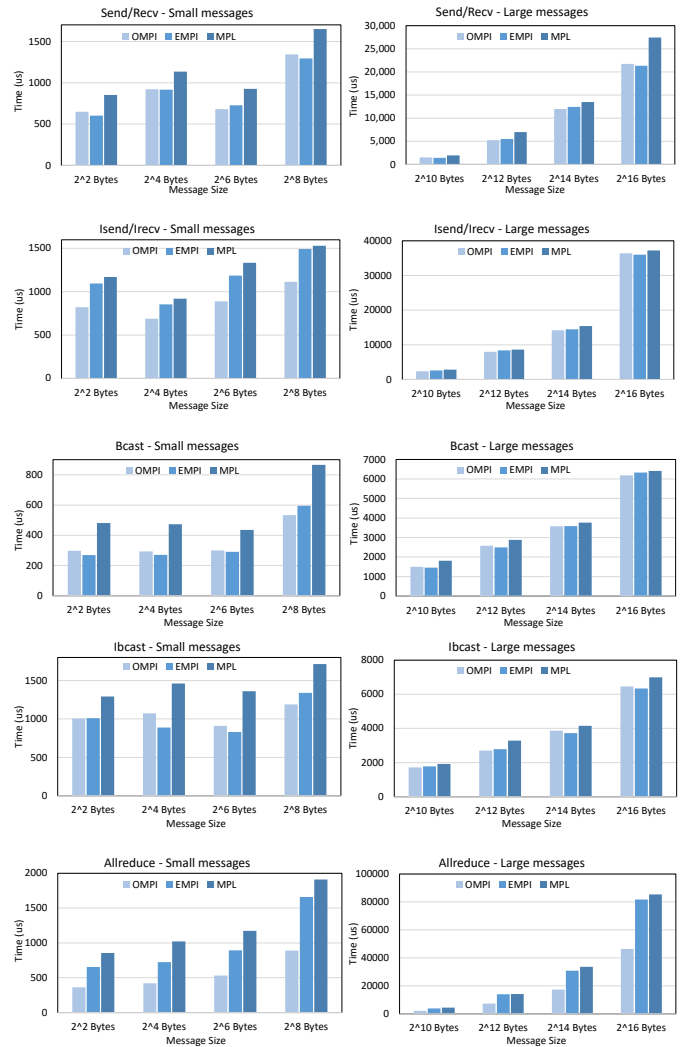 Send/Recv - Small messages
OMPI EMPI MPL
1500
1000
500
0
Time (us)
2^2 Bytes 2^4 Bytes 2^6 Bytes 2^8 Bytes
Message Size
Send/Recv - Large messages
OMPI EMPI MPL
30,000
25,000
20,000
15,000
10,000
5,000
0
Time (us)
2^10 Bytes 2^12 Bytes 2^14 Bytes 2^16 Bytes
Message Size
Isend/Irecv - Small messages
OMPI EMPI MPL
1500
1000
500
0
Time (us)
2^2 Bytes 2^4 Bytes 2^6 Bytes 2^8 Bytes
Message Size
Isend/Irecv - Large messages
OMPI EMPI MPL
40000
30000
20000
10000
0
Time (us)
2^10 Bytes 2^12 Bytes 2^14 Bytes 2^16 Bytes
Message Size
Bcast - Small messages
OMPI EMPI MPL
800
600
400
200
0
Time (us)
2^2 Bytes 2^4 Bytes 2^6 Bytes 2^8 Bytes
Message Size
Bcast - Large messages
OMPI EMPI MPL
7000
6000
5000
4000
3000
2000
1000
0
Time (us)
2^10 Bytes 2^12 Bytes 2^14 Bytes 2^16 Bytes
Message Size
Ibcast - Small messages
OMPI EMPI MPL
1500
1000
500
0
Time (us)
2^2 Bytes 2^4 Bytes 2^6 Bytes 2^8 Bytes
Message Size
Ibcast - Large messages
OMPI EMPI MPL
8000
6000
4000
2000
0
Time (us)
2^10 Bytes 2^12 Bytes 2^14 Bytes 2^16 Bytes
Message Size
Allreduce - Small messages
OMPI EMPI MPL
2000
1500
1000
500
0
Time (us)
2^2 Bytes 2^4 Bytes 2^6 Bytes 2^8 Bytes
Message Size
Allreduce - Large messages
OMPI EMPI MPL
100000
80000
60000
40000
20000
0
Time (us)
2^10 Bytes 2^12 Bytes 2^14 Bytes 2^16 Bytes
Message Size